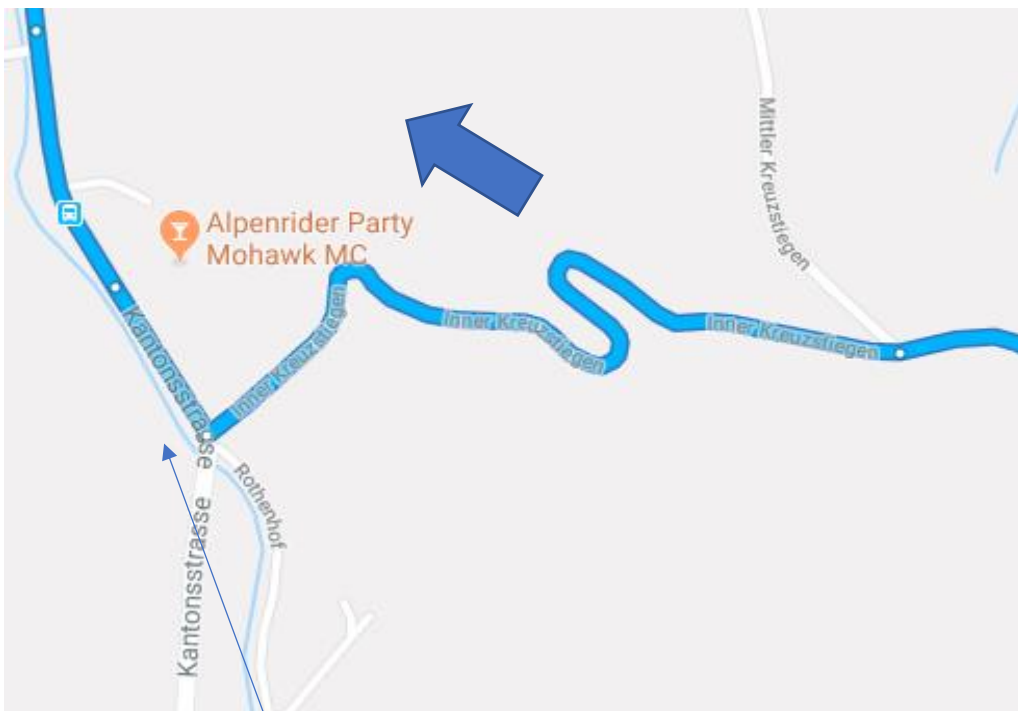 Mittler Kreuzstiegen
Alpenrider Party
Mohawk MC
Inner Kreuzstiegen
Inner Kreuzstiegen
Inner Kreuzstiegen
Kantonsstrasse
Rothenhof
Kantonsstrasse